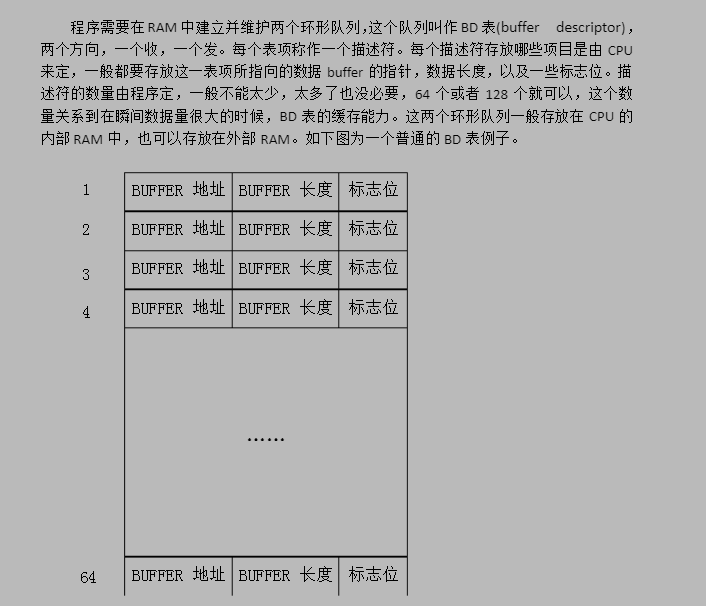 程序需要在 RAM 中建立并维护两个环形队列,这个队列叫作 BD 表(buffer descriptor),
两个方向，一个收，一个发。每个表项称作一个描述符。每个描述符存放哪些项目是由 CPU
来定，一般都要存放这一表项所指向的数据 buffer 的指针，数据长度，以及一些标志位。描
述符的数量由程序定，一般不能太少，太多了也没必要，64 个或者 128 个就可以，这个数
量关系到在瞬间数据量很大的时候，BD 表的缓存能力。这两个环形队列一般存放在 CPU 的
内部 RAM 中，也可以存放在外部 RAM。如下图为一个普通的 BD 表例子。
1 BUFFER 地址 BUFFER 长度 标志位
2 BUFFER 地址 BUFFER 长度 标志位
3 BUFFER 地址 BUFFER 长度 标志位
4 BUFFER 地址 BUFFER 长度 标志位
……
64 BUFFER 地址 BUFFER 长度 标志位